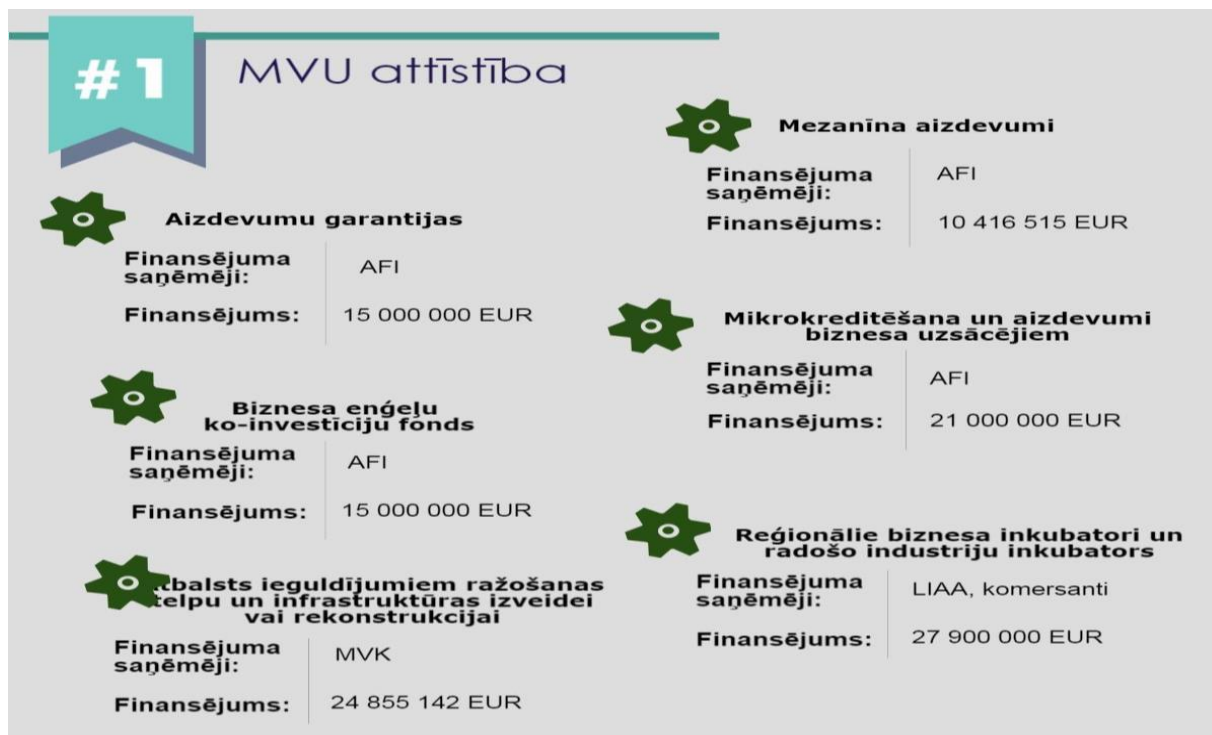 #1
MVU attīstība
Aizdevumu garantijas
Finansējuma
saņēmēji:
AFI
Finansējums:
15 000 000 EUR
Biznesa enģeļu
ko-investīciju fonds
Finansējuma
saņēmēji:
AFI
Finansējums:
15 000 000 EUR
ieguldījumiem ražošanas
un infrastruktūras izveidei
vai rekonstrukcijai
Finansējuma
saņēmēji:
MVK
Finansējums:
24 855 142 EUR
Mezanīna aizdevumi
Finansējuma
saņēmēji:
AFI
Finansējums:
10 416 515 EUR
Mikrokreditēšana un aizdevumi
biznesa uzsācējiem
Finansējuma
saņēmēji:
AFI
Finansējums:
21 000 000 EUR
Reģionālie biznesa inkubatori un
radošo industriju inkubators
Finansējuma
saņēmēji:
LIAA, komersanti
Finansējums:
27 900 000 EUR